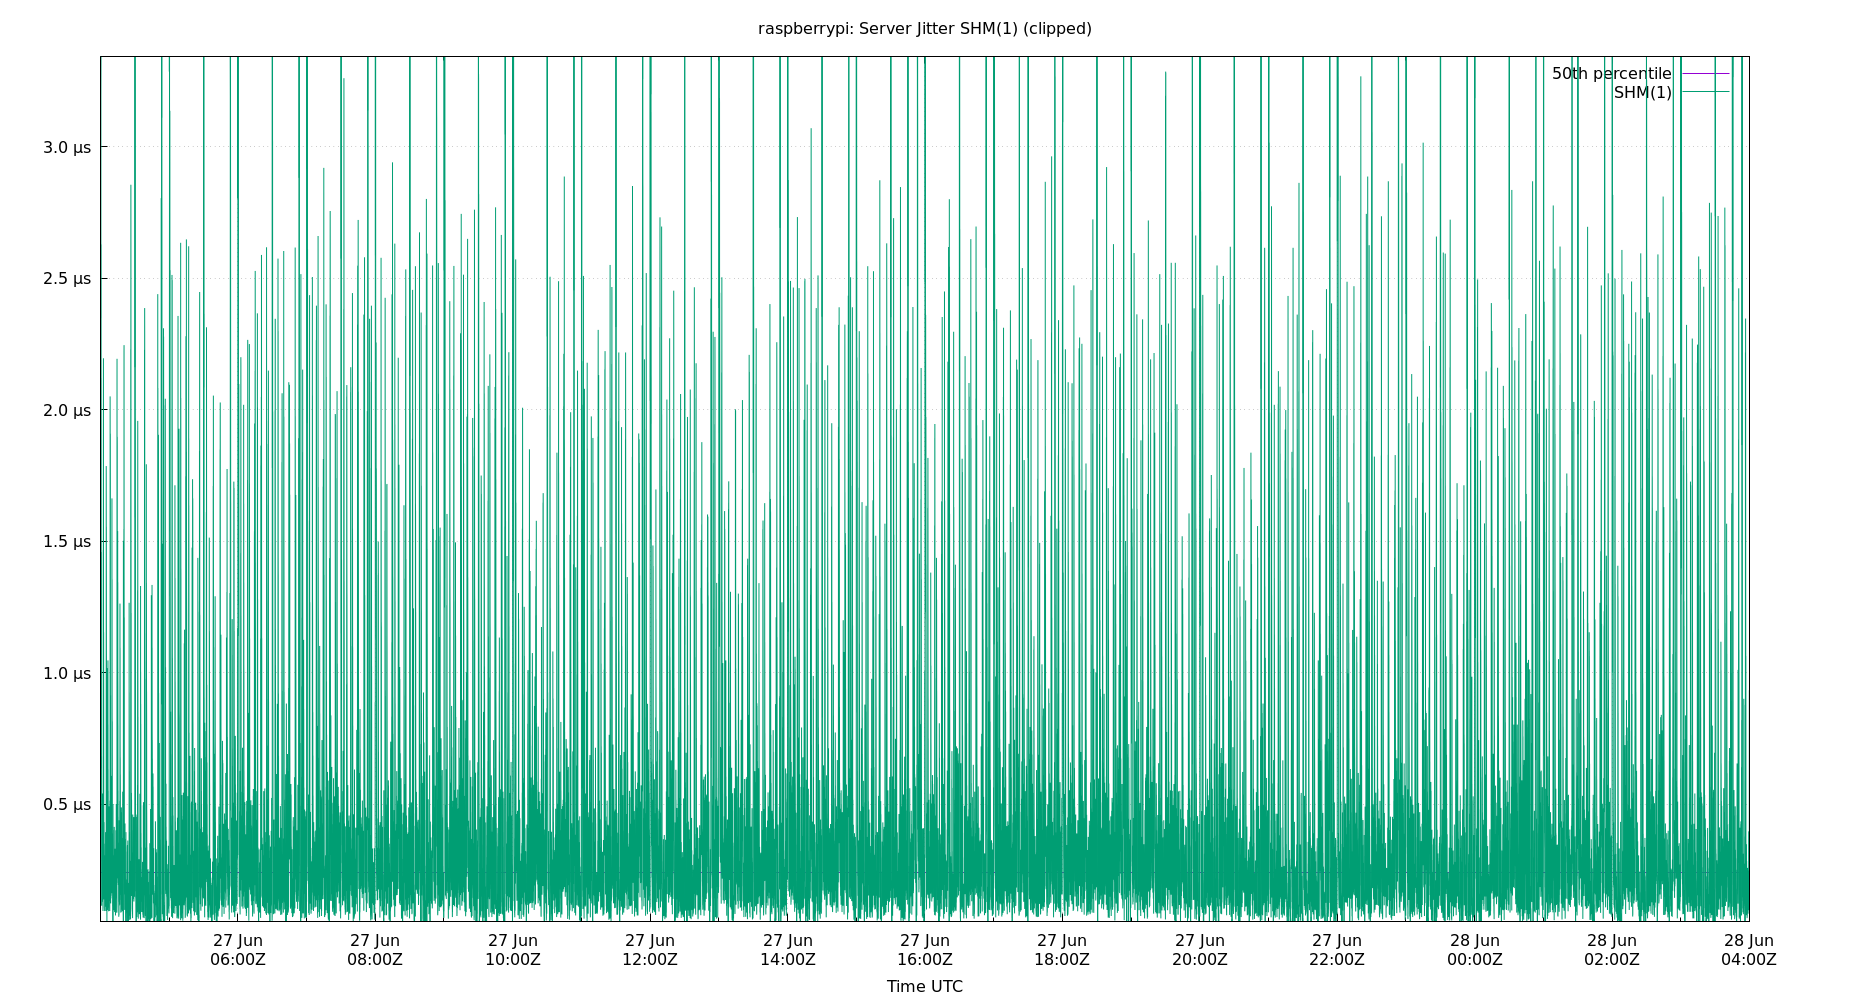 raspberrypi: Server Jitter SHM(1) (clipped)
50th percentile
SHM(1)
3.0 µs
2.5 µs
2.0 µs
1.5 µs
1.0 µs
0.5 µs
27 Jun 27 Jun 27 Jun 27 Jun 27 Jun 27 Jun 27 Jun 27 Jun 27 Jun 28 Jun 28 Jun 28 Jun
06:00Z 08:00Z 10:00Z 12:00Z 14:00Z 16:00Z 18:00Z 20:00Z 22:00Z 00:00Z 02:00Z 04:00Z
Time UTC